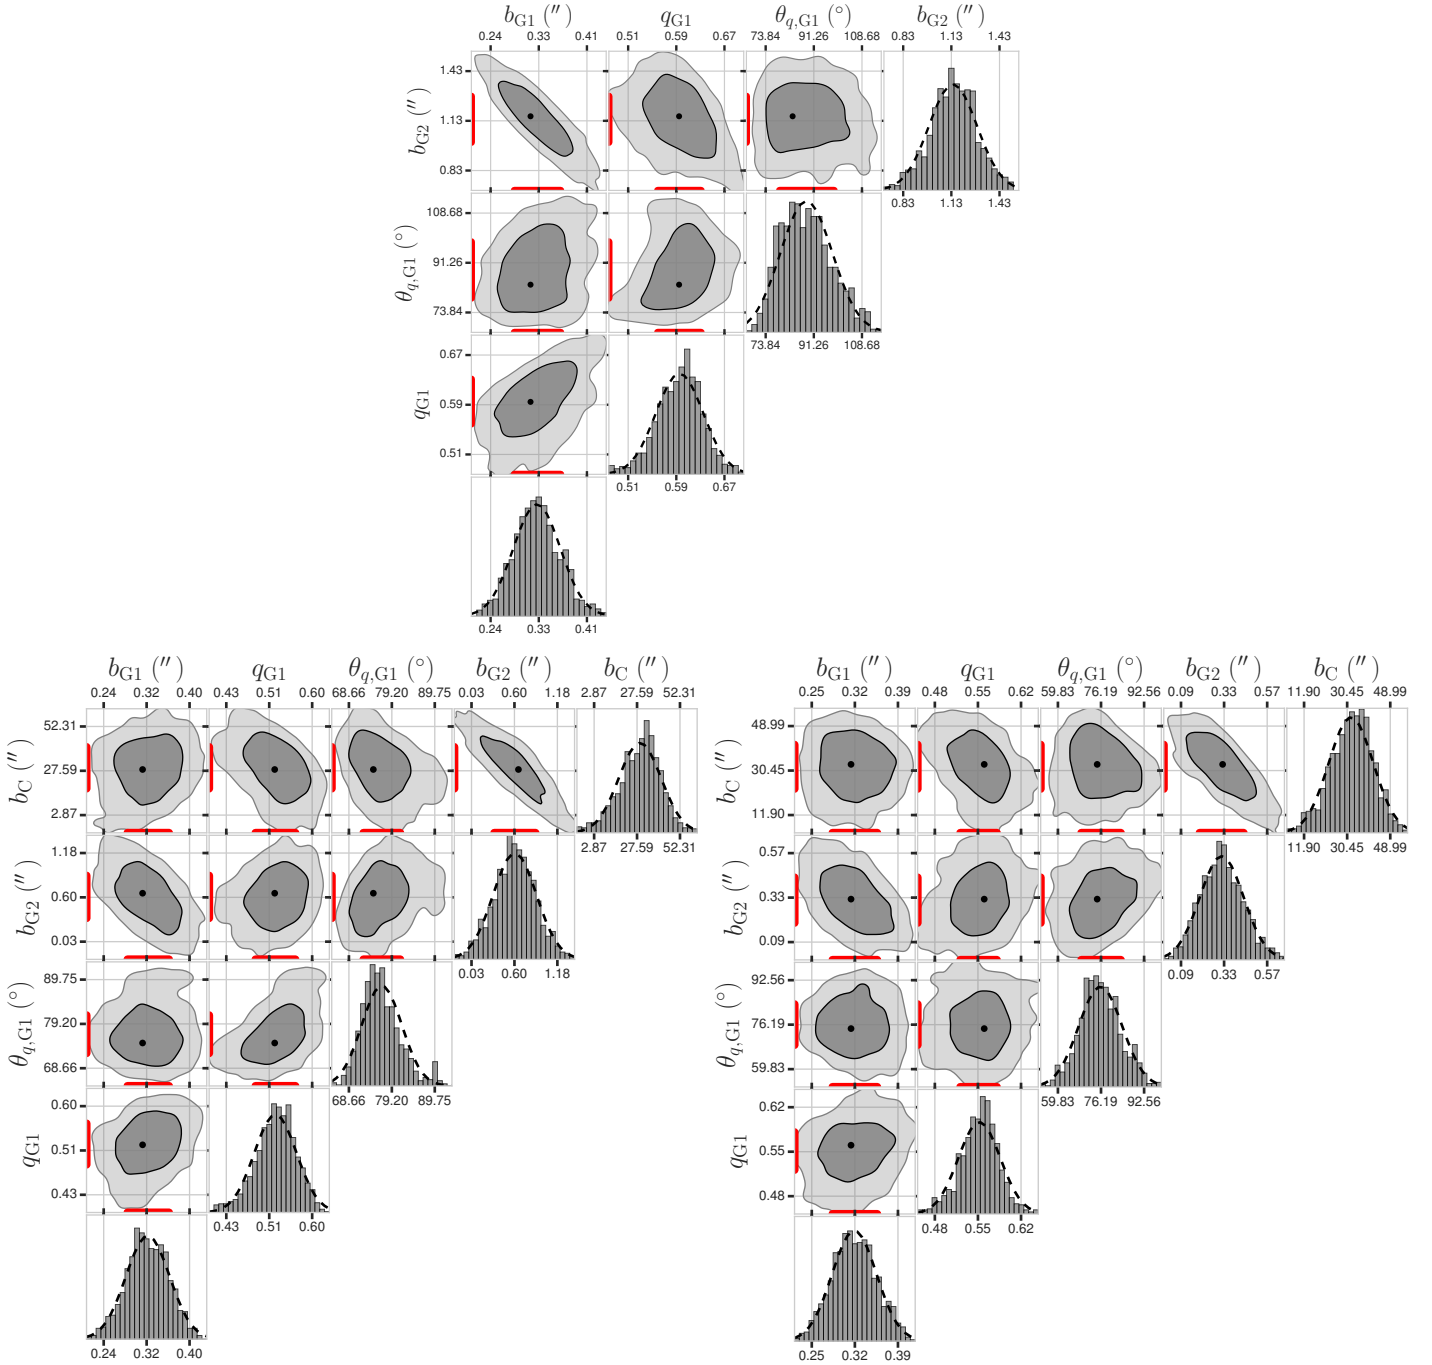 b_G1 (″) q_G1 θ_q,G1 (°) b_G2 (″)
0.24 0.33 0.41 0.51 0.59 0.67 73.84 91.26 108.68 0.83 1.13 1.43
b_G2 (″)
1.43
1.13
0.83
0.83 1.13 1.43
θ_q,G1 (°)
108.68
91.26
73.84
73.84 91.26 108.68
q_G1
0.67
0.59
0.51
0.51 0.59 0.67
0.24 0.33 0.41
b_G1 (″) q_G1 θ_q,G1 (°) b_G2 (″) b_C (″)
0.24 0.32 0.40 0.43 0.51 0.60 68.66 79.20 89.75 0.03 0.60 1.18 2.87 27.59 52.31
b_C (″)
52.31
27.59
2.87
2.87 27.59 52.31
b_G2 (″)
1.18
0.60
0.03
0.03 0.60 1.18
θ_q,G1 (°)
89.75
79.20
68.66
68.66 79.20 89.75
q_G1
0.60
0.51
0.43
0.43 0.51 0.60
0.24 0.32 0.40
b_G1 (″) q_G1 θ_q,G1 (°) b_G2 (″) b_C (″)
0.25 0.32 0.39 0.48 0.55 0.62 59.83 76.19 92.56 0.09 0.33 0.57 11.90 30.45 48.99
b_C (″)
48.99
30.45
11.90
11.90 30.45 48.99
b_G2 (″)
0.57
0.33
0.09
0.09 0.33 0.57
θ_q,G1 (°)
92.56
76.19
59.83
59.83 76.19 92.56
q_G1
0.62
0.55
0.48
0.48 0.55 0.62
0.25 0.32 0.39